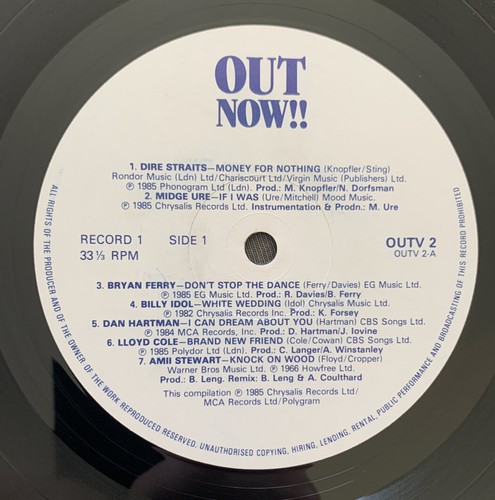 OUT
NOW!!
1. DIRE STRAITS—MONEY FOR NOTHING (Knopfler/Sting)
Rondor Music (Ldn) Ltd/Chariscourt Ltd/Virgin Music (Publishers) Ltd.
Ⓟ 1985 Phonogram Ltd (Ldn). Prod.: M. Knopfler/N. Dorfsman
2. MIDGE URE—IF I WAS (Ure/Mitchell) Mood Music.
Ⓟ 1985 Chrysalis Records Ltd. Instrumentation & Prodn.: M. Ure
RECORD 1 SIDE 1 OUTV 2
33⅓ RPM OUTV 2-A
3. BRYAN FERRY—DON'T STOP THE DANCE (Ferry/Davies) EG Music Ltd.
Ⓟ 1985 EG Music Ltd. Prod.: R. Davies/B. Ferry
4. BILLY IDOL—WHITE WEDDING (Idol) Chrysalis Music Ltd.
Ⓟ 1982 Chrysalis Records Inc. Prod.: K. Forsey
5. DAN HARTMAN—I CAN DREAM ABOUT YOU (Hartman) CBS Songs Ltd.
Ⓟ 1984 MCA Records, Inc. Prod.: D. Hartman/J. Iovine
6. LLOYD COLE—BRAND NEW FRIEND (Cole/Cowan) CBS Songs Ltd.
Ⓟ 1985 Polydor Ltd (Ldn). Prod.: C. Langer/A. Winstanley
7. AMII STEWART—KNOCK ON WOOD (Floyd/Copper)
Warner Bros Music Ltd. Ⓟ 1966 Howfree Ltd.
Prod.: B. Leng. Remix: B. Leng & A. Coulthard
This compilation Ⓟ 1985 Chrysalis Records Ltd/
MCA Records Ltd/Polygram
ALL RIGHTS OF THE PRODUCER AND OF THE OWNER OF THE WORK REPRODUCED RESERVED. UNAUTHORISED COPYING, HIRING, LENDING, RENTAL, PUBLIC PERFORMANCE AND BROADCASTING OF THIS RECORD PROHIBITED